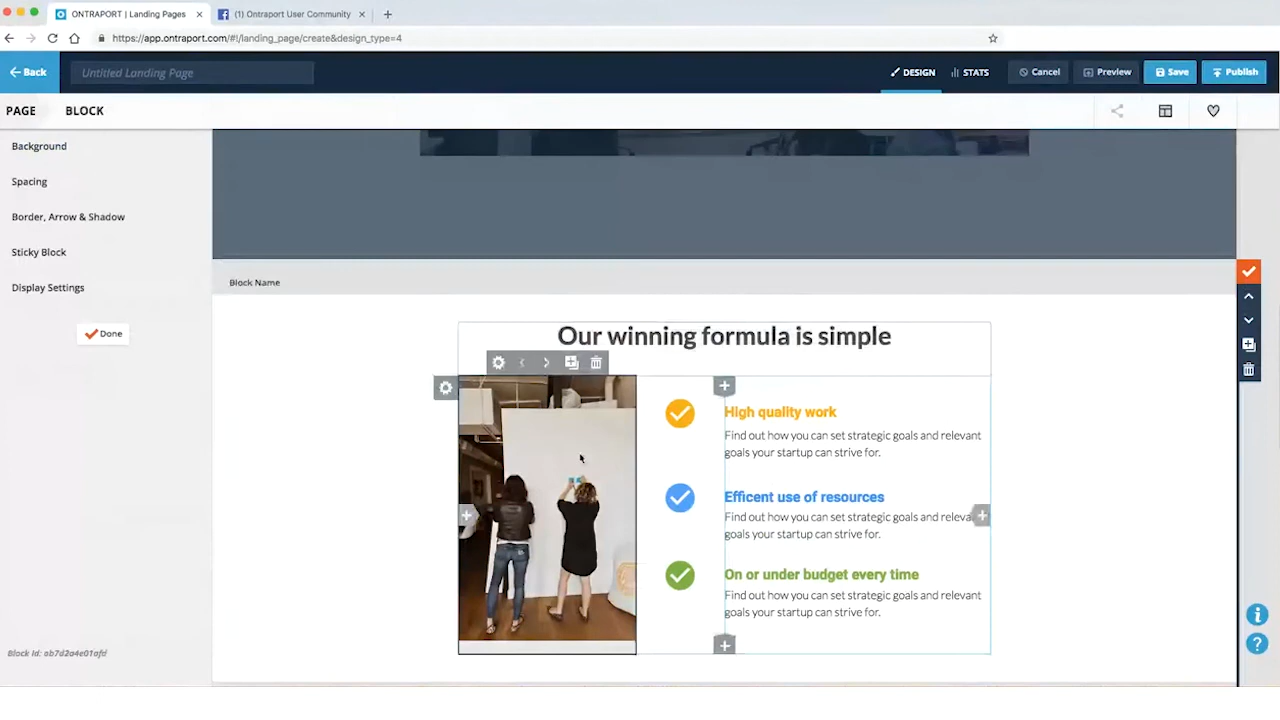 ONTRAPORT | Landing Pages
(1) Ontraport User Community
https://app.ontraport.com/#!/landing_page/create&design_type=4
Back
Untitled Landing Page
DESIGN
STATS
Cancel
Preview
Save
Publish
PAGE
BLOCK
Background
Spacing
Border, Arrow & Shadow
Sticky Block
Display Settings
Done
Block Name
Our winning formula is simple
High quality work
Find out how you can set strategic goals and relevant
goals your startup can strive for.
Efficent use of resources
Find out how you can set strategic goals and releva
goals your startup can strive for.
On or under budget every time
Find out how you can set strategic goals and relevant
goals your startup can strive for.
Block Id: ab7d2a4e01afd